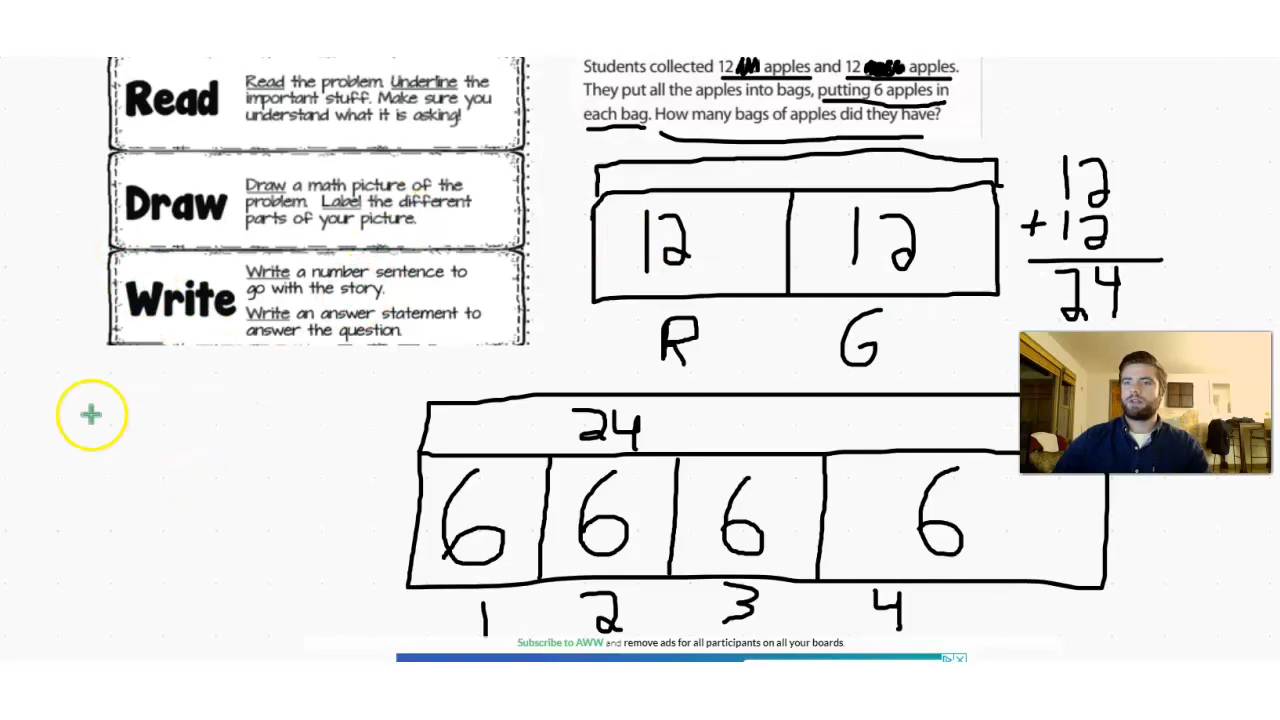 Read
Read the problem. Underline the
important stuff. Make sure you
understand what it is asking!
Draw
Draw a math picture of the
problem. Label the different
parts of your picture.
Write
Write a number sentence to
go with the story.
Write an answer statement to
answer the question.
Students collected 12 apples and 12 apples.
They put all the apples into bags, putting 6 apples in
each bag. How many bags of apples did they have?
12 12
R G
12
+ 12
24
24
6 6 6 6
1 2 3 4
Subscribe to AWW and remove ads for all participants on all your boards.